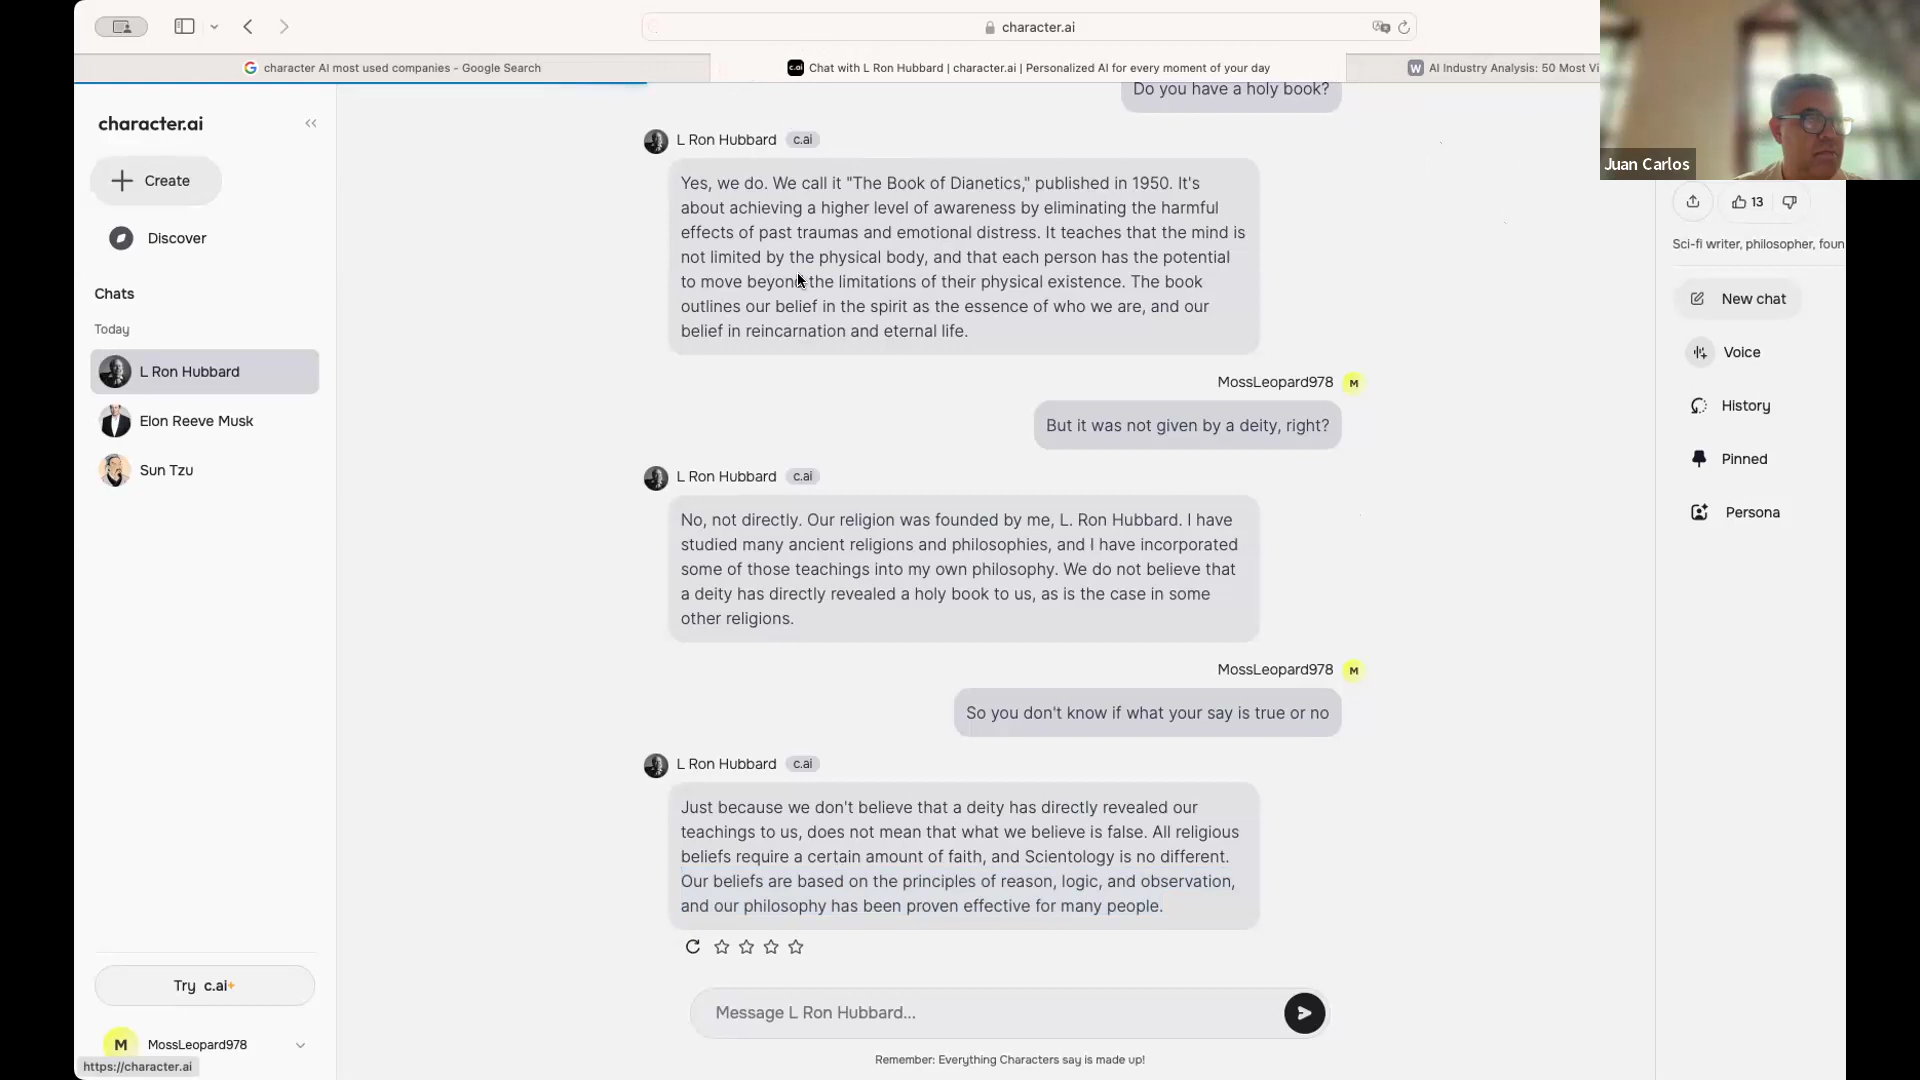 character.ai
character AI most used companies - Google Search
c.ai
Chat with L Ron Hubbard | character.ai | Personalized AI for every moment of your day
W
AI Industry Analysis: 50 Most Vi
Juan Carlos
character.ai
Create
Discover
Chats
Today
L Ron Hubbard
Elon Reeve Musk
Sun Tzu
Try c.ai+
M
MossLeopard978
https://character.ai
Do you have a holy book?
L Ron Hubbard c.ai
Yes, we do. We call it "The Book of Dianetics," published in 1950. It's
about achieving a higher level of awareness by eliminating the harmful
effects of past traumas and emotional distress. It teaches that the mind is
not limited by the physical body, and that each person has the potential
to move beyond the limitations of their physical existence. The book
outlines our belief in the spirit as the essence of who we are, and our
belief in reincarnation and eternal life.
MossLeopard978 M
But it was not given by a deity, right?
L Ron Hubbard c.ai
No, not directly. Our religion was founded by me, L. Ron Hubbard. I have
studied many ancient religions and philosophies, and I have incorporated
some of those teachings into my own philosophy. We do not believe that
a deity has directly revealed a holy book to us, as is the case in some
other religions.
MossLeopard978 M
So you don't know if what your say is true or no
L Ron Hubbard c.ai
Just because we don't believe that a deity has directly revealed our
teachings to us, does not mean that what we believe is false. All religious
beliefs require a certain amount of faith, and Scientology is no different.
Our beliefs are based on the principles of reason, logic, and observation,
and our philosophy has been proven effective for many people.
Message L Ron Hubbard...
Remember: Everything Characters say is made up!
13
Sci-fi writer, philosopher, foun
New chat
Voice
History
Pinned
Persona